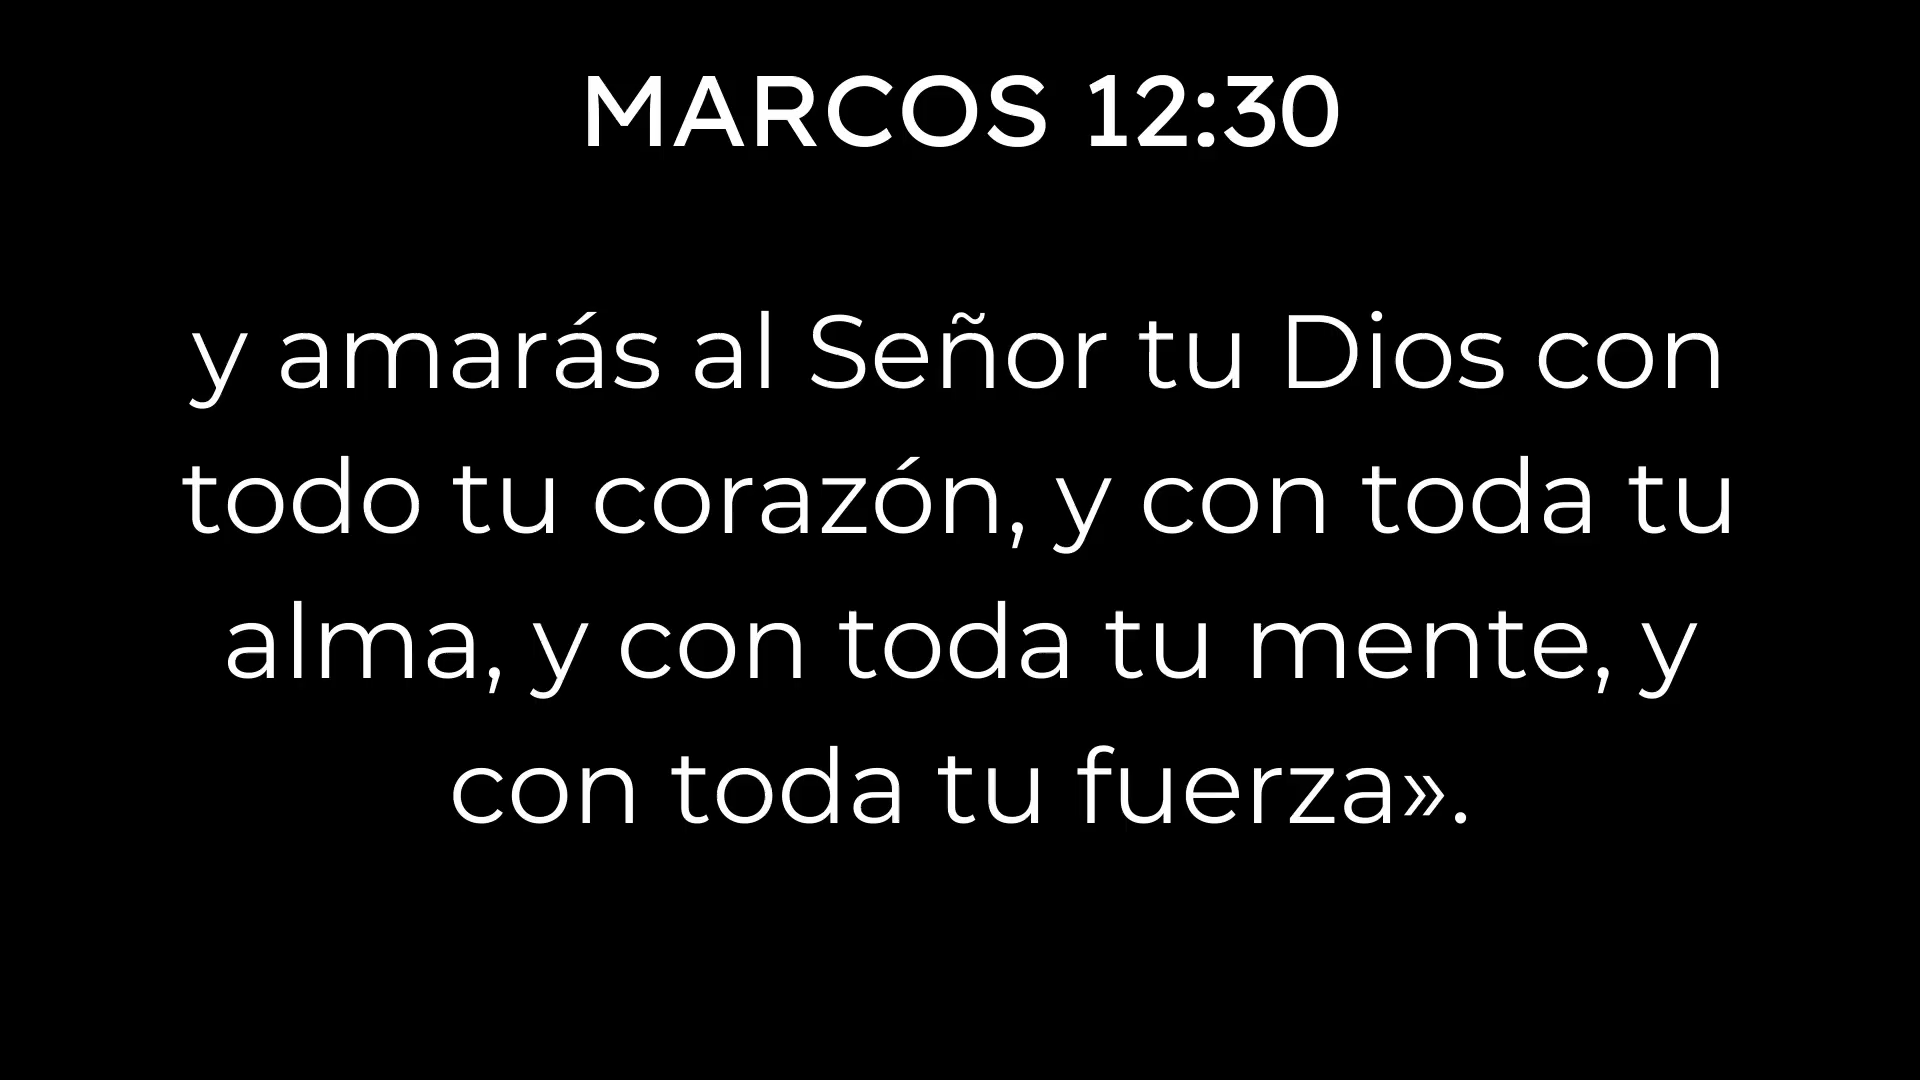 MARCOS 12:30
y amarás al Señor tu Dios con
todo tu corazón, y con toda tu
alma, y con toda tu mente, y
con toda tu fuerza».